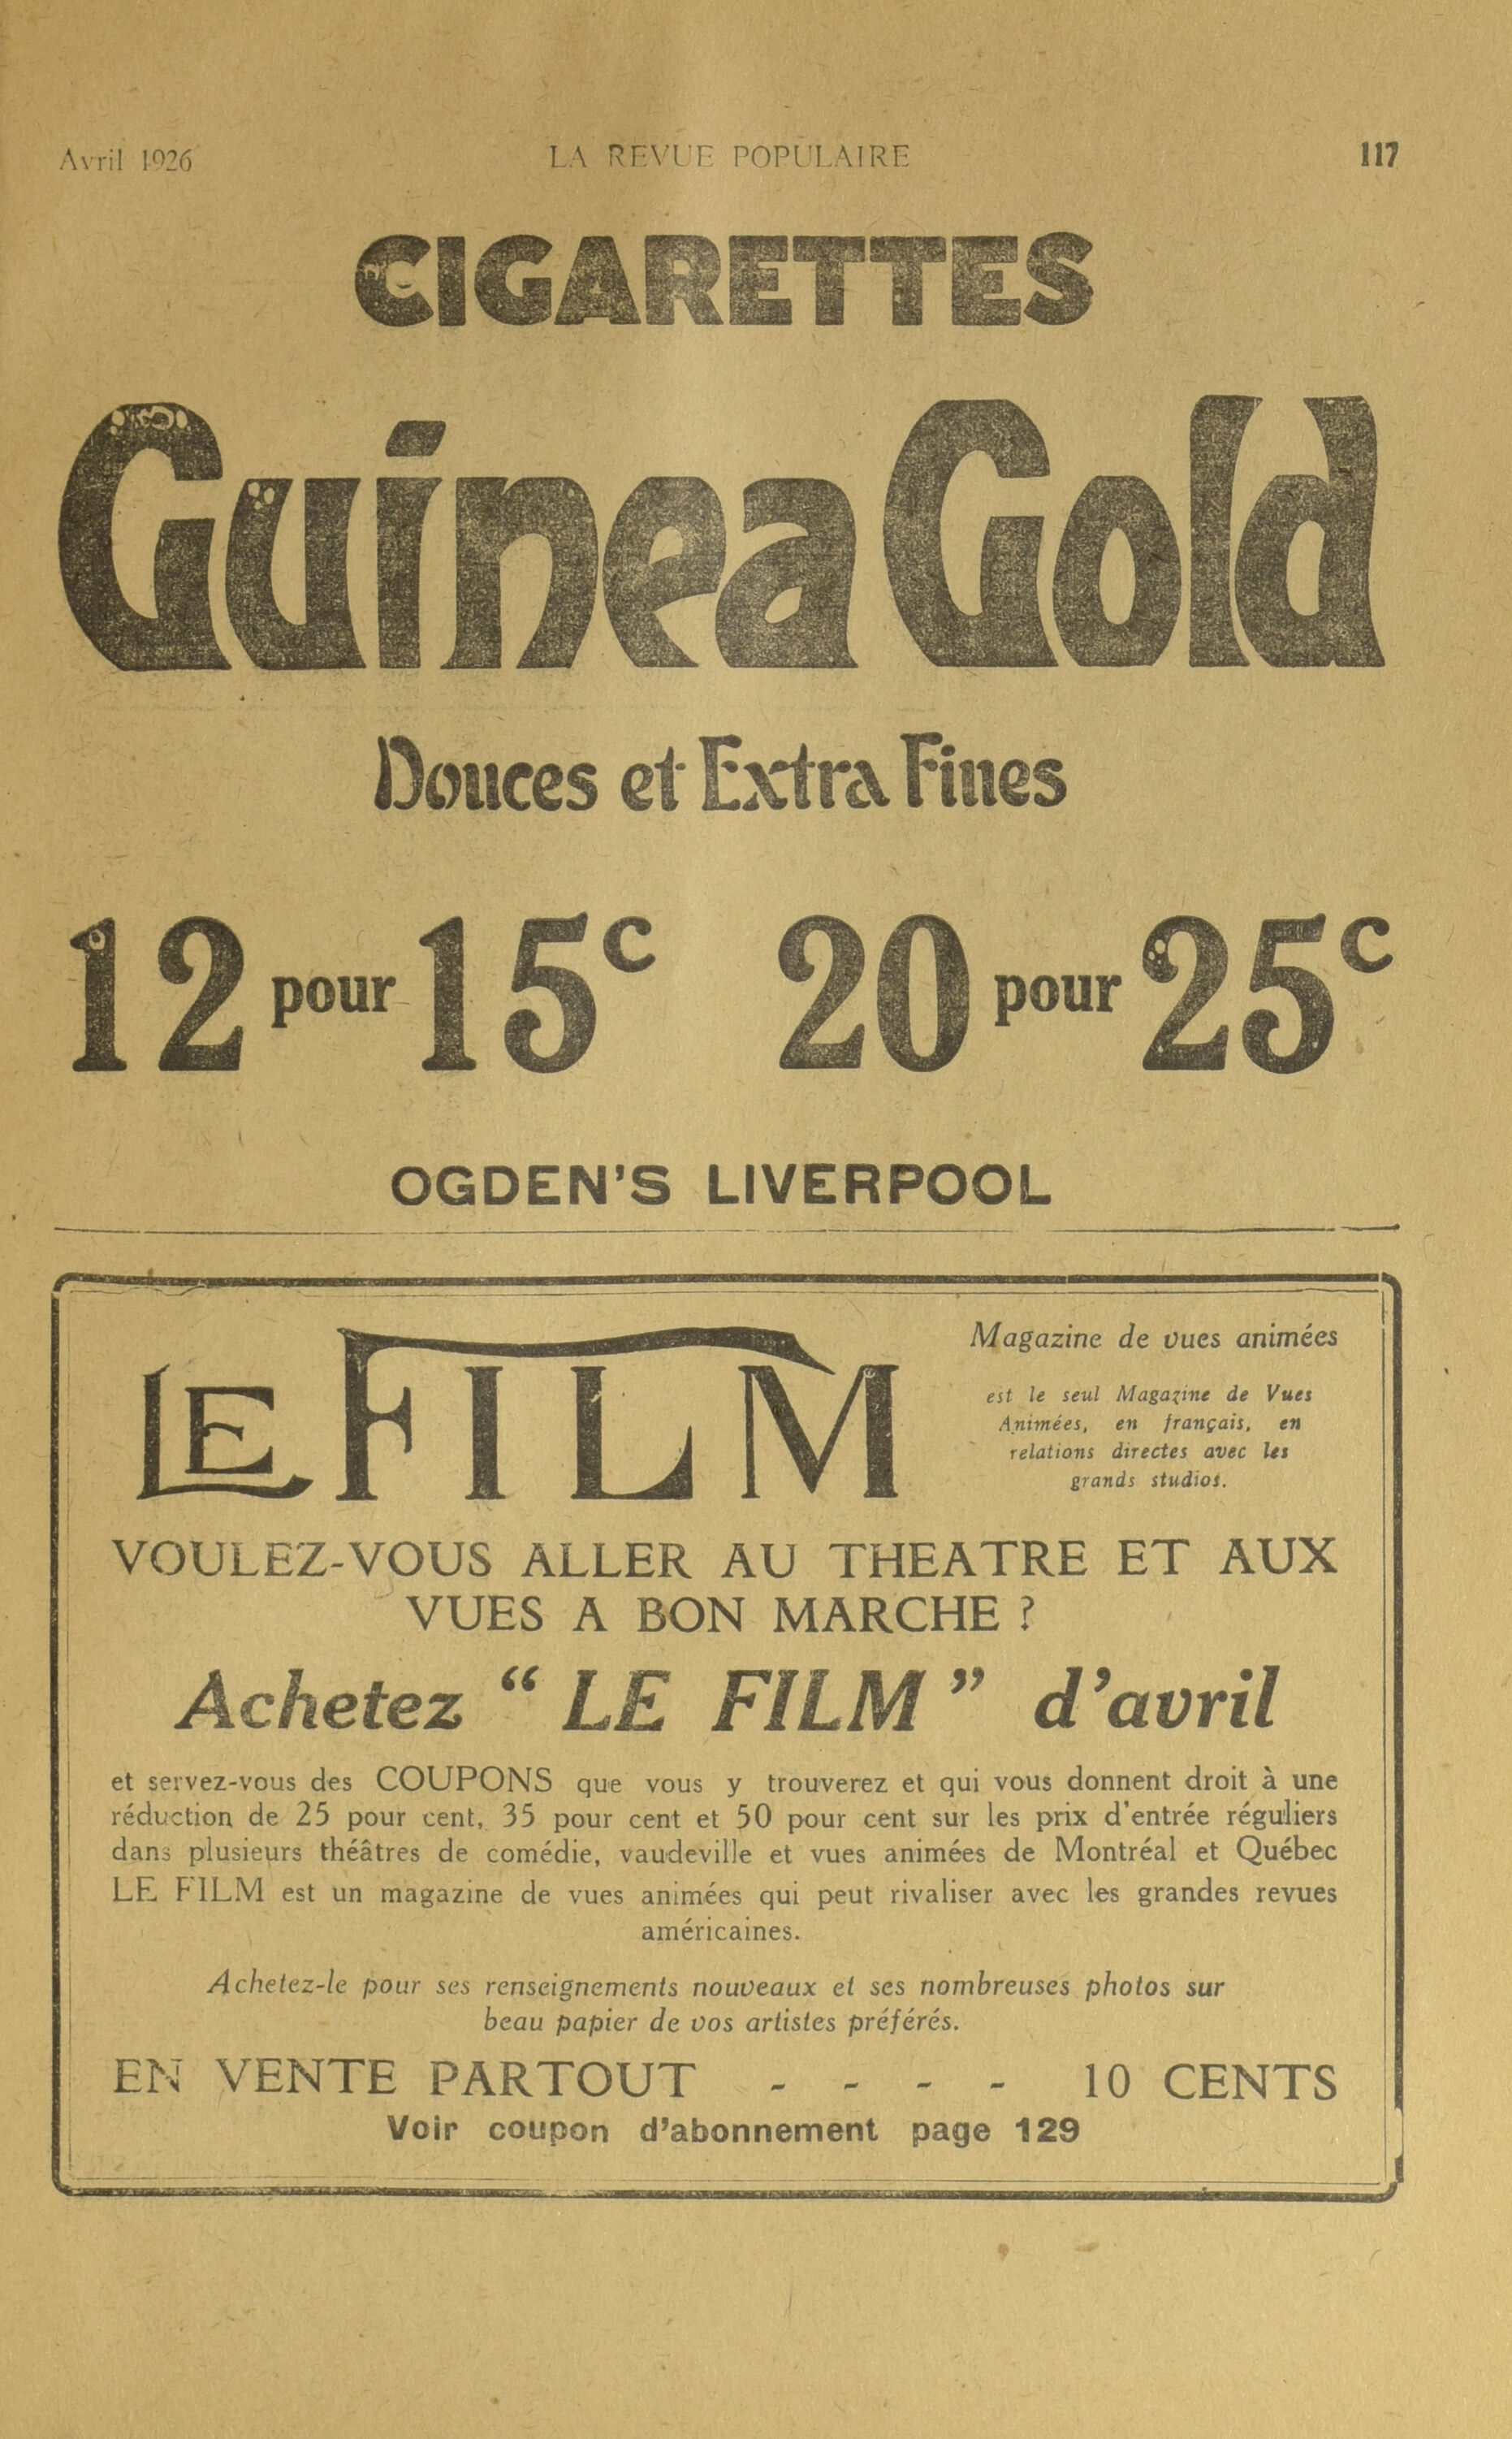 Avril 1926 LA REVUE POPULAIRE 117
CIGARETTES
Guinea Gold
Douces et Extra Fines
12 pour 15c 20 pour 25c
OGDEN'S LIVERPOOL
LE FILM
Magazine de vues animées
est le seul Magazine de Vues
Animées, en français, en
relations directes avec les
grands studios.
VOULEZ-VOUS ALLER AU THEATRE ET AUX
VUES A BON MARCHE ?
Achetez “ LE FILM ” d’avril
et servez-vous des COUPONS que vous y trouverez et qui vous donnent droit à une
réduction de 25 pour cent, 35 pour cent et 50 pour cent sur les prix d'entrée réguliers
dans plusieurs théâtres de comédie, vaudeville et vues animées de Montréal et Québec
LE FILM est un magazine de vues animées qui peut rivaliser avec les grandes revues
américaines.
Achetez-le pour ses renseignements nouveaux et ses nombreuses photos sur
beau papier de vos artistes préférés.
EN VENTE PARTOUT - - - - 10 CENTS
Voir coupon d’abonnement page 129